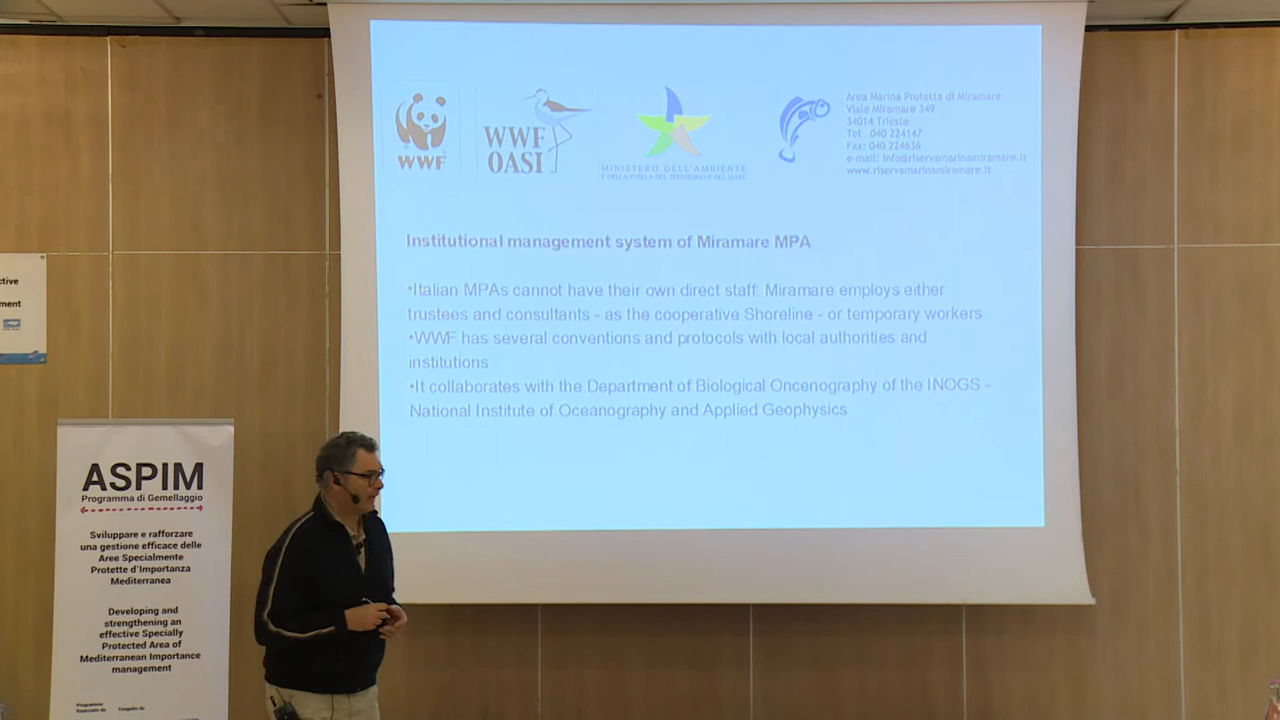 WWF
WWF
OASI
MINISTERO DELL'AMBIENTE
E DELLA TUTELA DEL TERRITORIO E DEL MARE
Area Marina Protetta di Miramare
Viale Miramare 349
34014 Trieste
Tel 040 224147
Fax: 040 224636
e-mail: info@riservamarinamiramare.it
www.riservamarinamiramare.it
Institutional management system of Miramare MPA
•Italian MPAs cannot have their own direct staff: Miramare employs either
trustees and consultants - as the cooperative Shoreline - or temporary workers
•WWF has several conventions and protocols with local authorities and
institutions
•It collaborates with the Department of Biological Oncenography of the INOGS -
National Institute of Oceanography and Applied Geophysics
ctive
ment
ASPIM
Programma di Gemellaggio
Sviluppare e rafforzare
una gestione efficace delle
Aree Specialmente
Protette d'Importanza
Mediterranea
Developing and
strengthening an
effective Specially
Protected Area of
Mediterranean Importance
management
Programma
finanziato da
Eseguito da